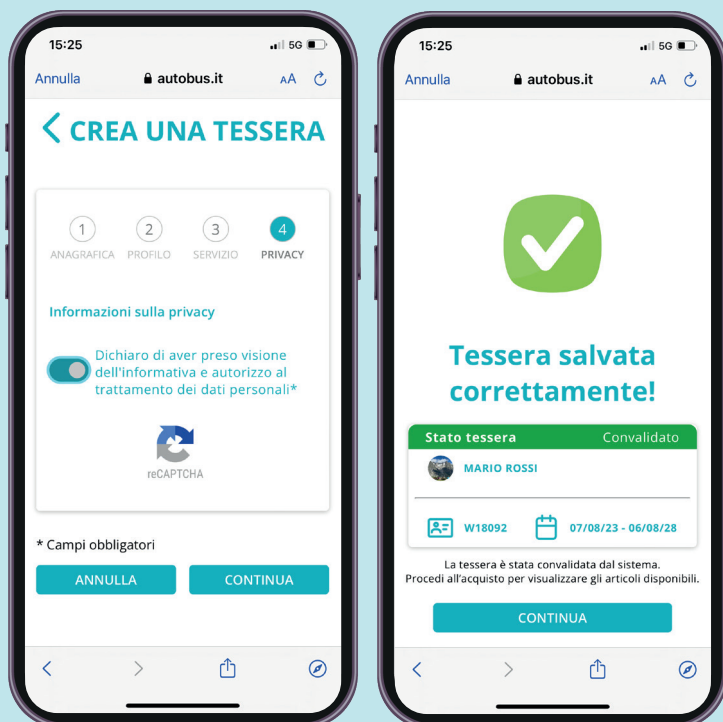 15:25
5G
Annulla
autobus.it
AA
CREA UNA TESSERA
1
2
3
4
ANAGRAFICA
PROFILO
SERVIZIO
PRIVACY
Informazioni sulla privacy
Dichiaro di aver preso visione
dell'informativa e autorizzo al
trattamento dei dati personali*
reCAPTCHA
* Campi obbligatori
ANNULLA
CONTINUA
15:25
5G
Annulla
autobus.it
AA
Tessera salvata
correttamente!
Stato tessera
Convalidato
MARIO ROSSI
W18092
07/08/23 - 06/08/28
La tessera è stata convalidata dal sistema.
Procedi all'acquisto per visualizzare gli articoli disponibili.
CONTINUA